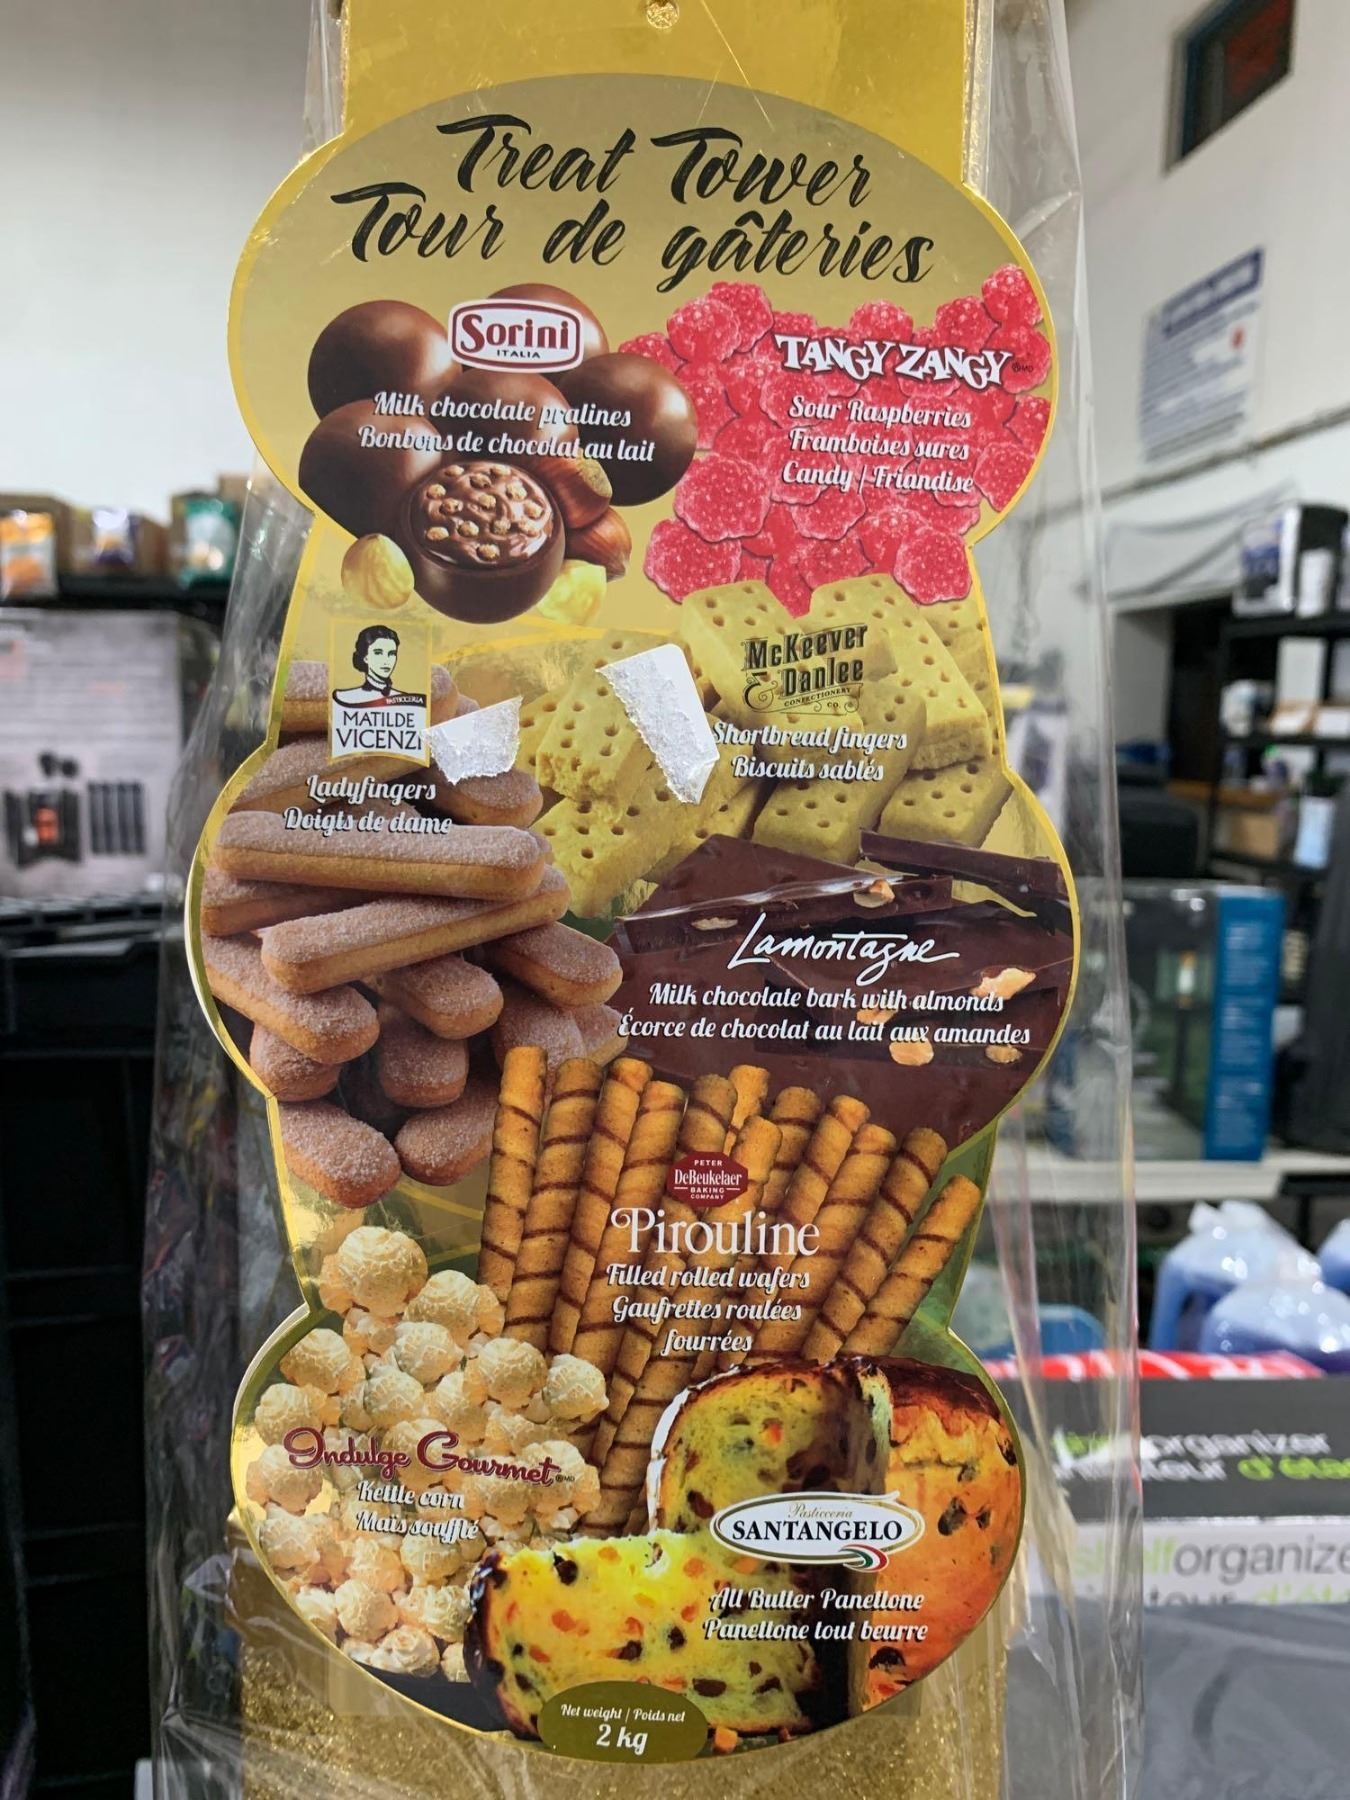 Treat Tower
Tour de gâteries
Sorini
ITALIA
Milk chocolate pralines
Bonbons de chocolat au lait
TANGY ZANGY
Sour Raspberries
Framboises sures
Candy / Friandise
McKeever
& Danlee
CONFECTIONERY
CO.
Shortbread fingers
Biscuits sablés
PASTICCERIA
MATILDE
VICENZI
Ladyfingers
Doigts de dame
Lamontagne
Milk chocolate bark with almonds
Écorce de chocolat au lait aux amandes
PETER
DeBeukelaer
BAKING
COMPANY
Pirouline
Filled rolled wafers
Gaufrettes roulées
fourrées
Indulge Gourmet
Kettle corn
Maïs soufflé
Pasticceria
SANTANGELO
All Butter Panettone
Panettone tout beurre
Net weight / Poids net
2 kg
organizer